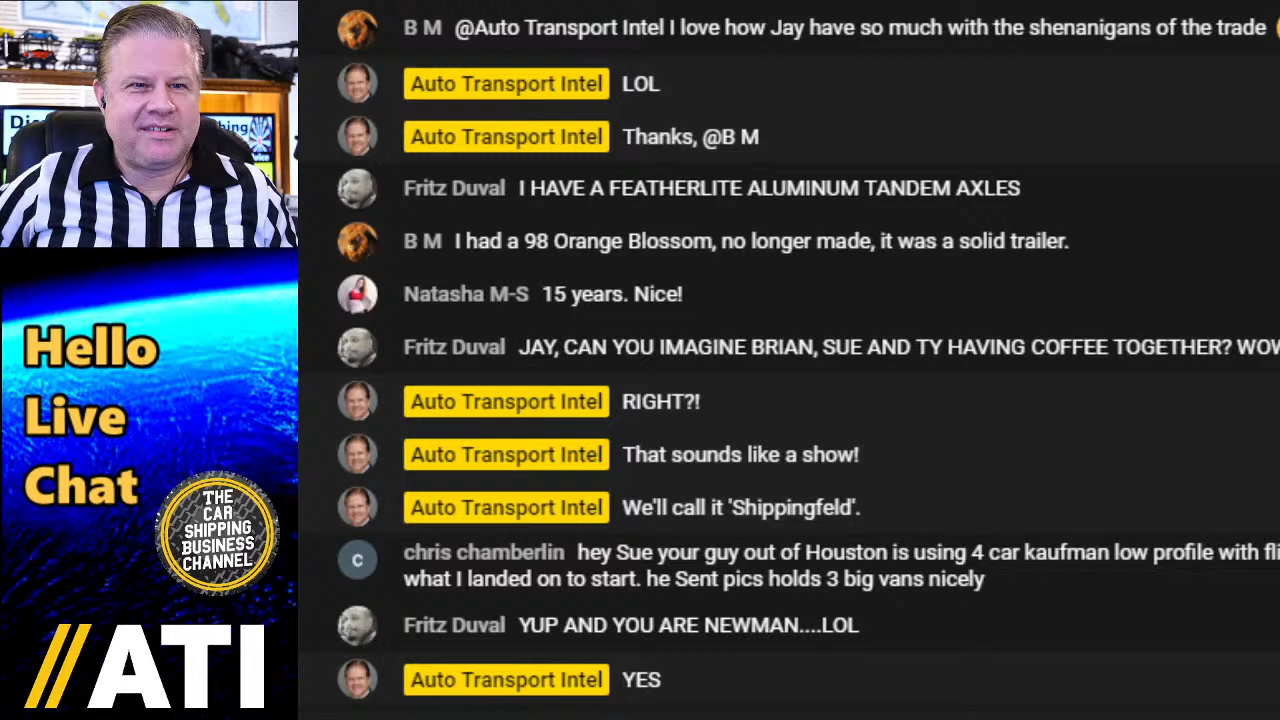 B M @Auto Transport Intel I love how Jay have so much with the shenanigans of the trade
Auto Transport Intel LOL
Auto Transport Intel Thanks, @B M
Fritz Duval I HAVE A FEATHERLITE ALUMINUM TANDEM AXLES
B M I had a 98 Orange Blossom, no longer made, it was a solid trailer.
Natasha M-S 15 years. Nice!
Fritz Duval JAY, CAN YOU IMAGINE BRIAN, SUE AND TY HAVING COFFEE TOGETHER? WOW
Auto Transport Intel RIGHT?!
Auto Transport Intel That sounds like a show!
Auto Transport Intel We'll call it 'Shippingfeld'.
C
chris chamberlin hey Sue your guy out of Houston is using 4 car kaufman low profile with
what I landed on to start. he Sent pics holds 3 big vans nicely
Fritz Duval YUP AND YOU ARE NEWMAN....LOL
Auto Transport Intel YES
Hello
Live
Chat
THE
CAR
SHIPPING
BUSINESS
CHANNEL
//ATI